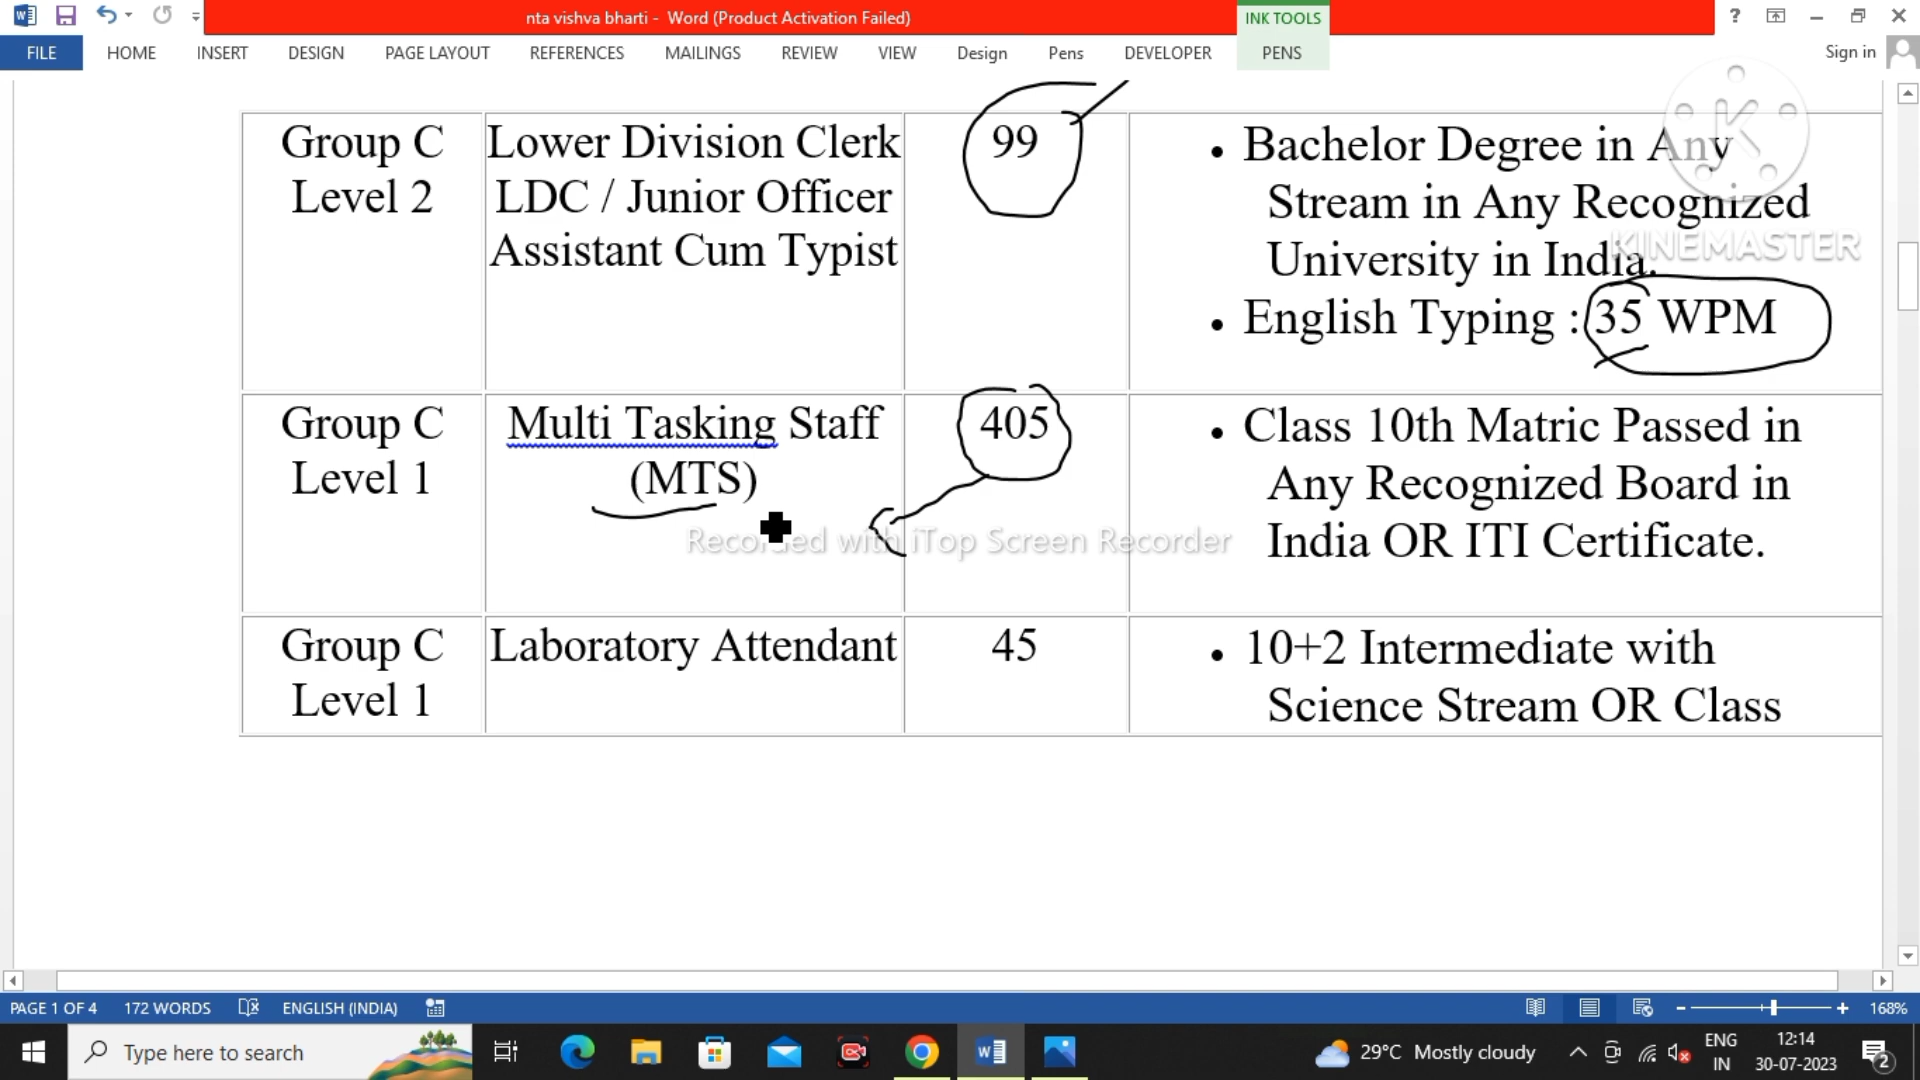 nta vishva bharti - Word (Product Activation Failed)
INK TOOLS
?
FILE HOME INSERT DESIGN PAGE LAYOUT REFERENCES MAILINGS REVIEW VIEW Design Pens DEVELOPER PENS
Sign in
Group C
Level 2
Lower Division Clerk
LDC / Junior Officer
Assistant Cum Typist
99
• Bachelor Degree in Any
Stream in Any Recognized
University in India.
• English Typing : 35 WPM
KINEMASTER
Group C
Level 1
Multi Tasking Staff
(MTS)
405
• Class 10th Matric Passed in
Any Recognized Board in
India OR ITI Certificate.
Recorded with iTop Screen Recorder
Group C
Level 1
Laboratory Attendant
45
• 10+2 Intermediate with
Science Stream OR Class
PAGE 1 OF 4 172 WORDS ENGLISH (INDIA) 168%
Type here to search
29°C Mostly cloudy
ENG
IN
12:14
30-07-2023
2